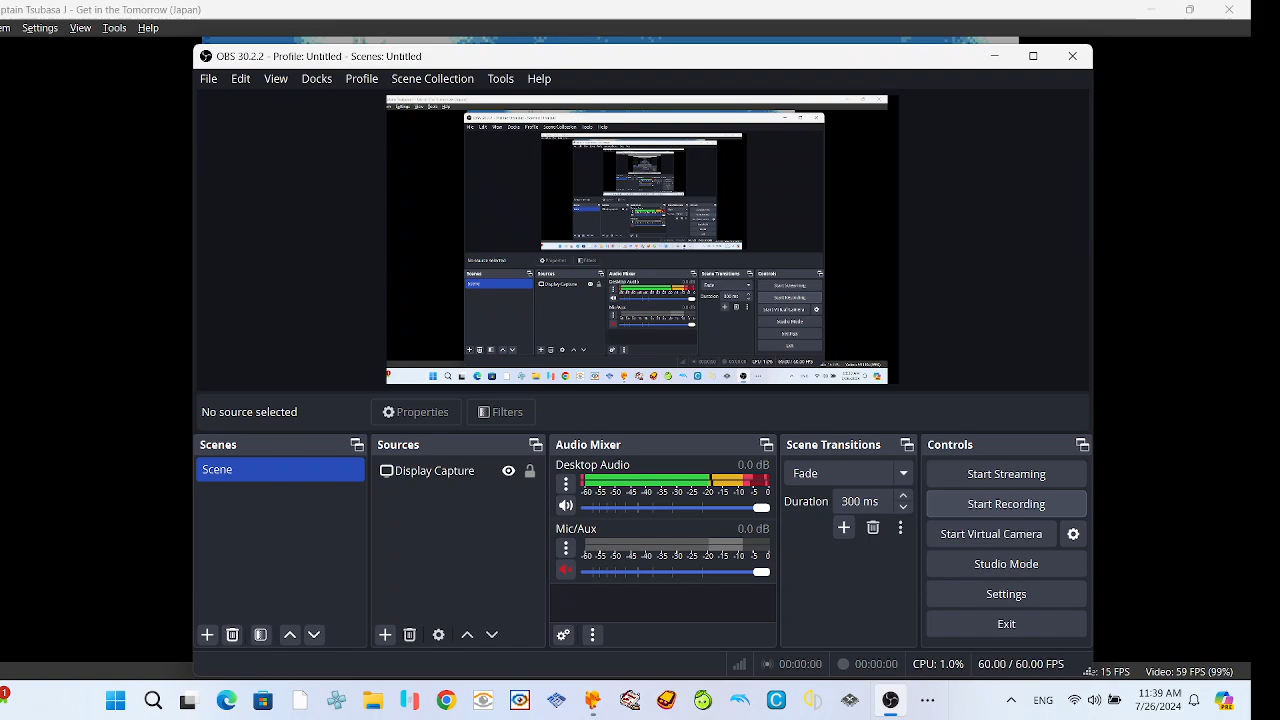 ptain Tsubasa J - Get in the Tomorrow (Japan)
em Settings View Tools Help
OBS 30.2.2 - Profile: Untitled - Scenes: Untitled
File Edit View Docks Profile Scene Collection Tools Help
No source selected Properties Filters
Scenes
Scene
Sources
Display Capture
Audio Mixer
Desktop Audio 0.0 dB
-60 -55 -50 -45 -40 -35 -30 -25 -20 -15 -10 -5 0
Mic/Aux 0.0 dB
-60 -55 -50 -45 -40 -35 -30 -25 -20 -15 -10 -5 0
Scene Transitions
Fade
Duration 300 ms
Controls
Start Streaming
Start Recording
Start Virtual Camera
Studio Mode
Settings
Exit
00:00:00 00:00:00 CPU: 1.0% 60.00 / 60.00 FPS
15 FPS Video: 59 FPS (99%)
ENG 11:39 AM
7/26/2024